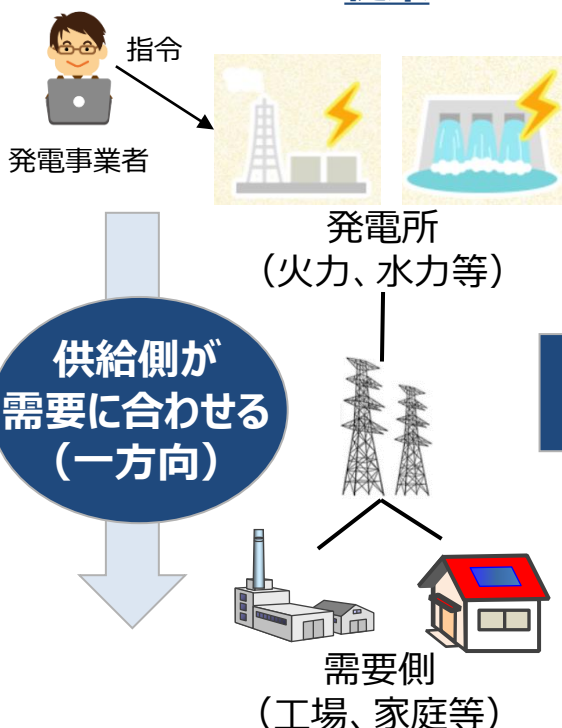 指令
発電事業者
発電所
（火力、水力等）
供給側が
需要に合わせる
（一方向）
需要側
（工場、家庭等）